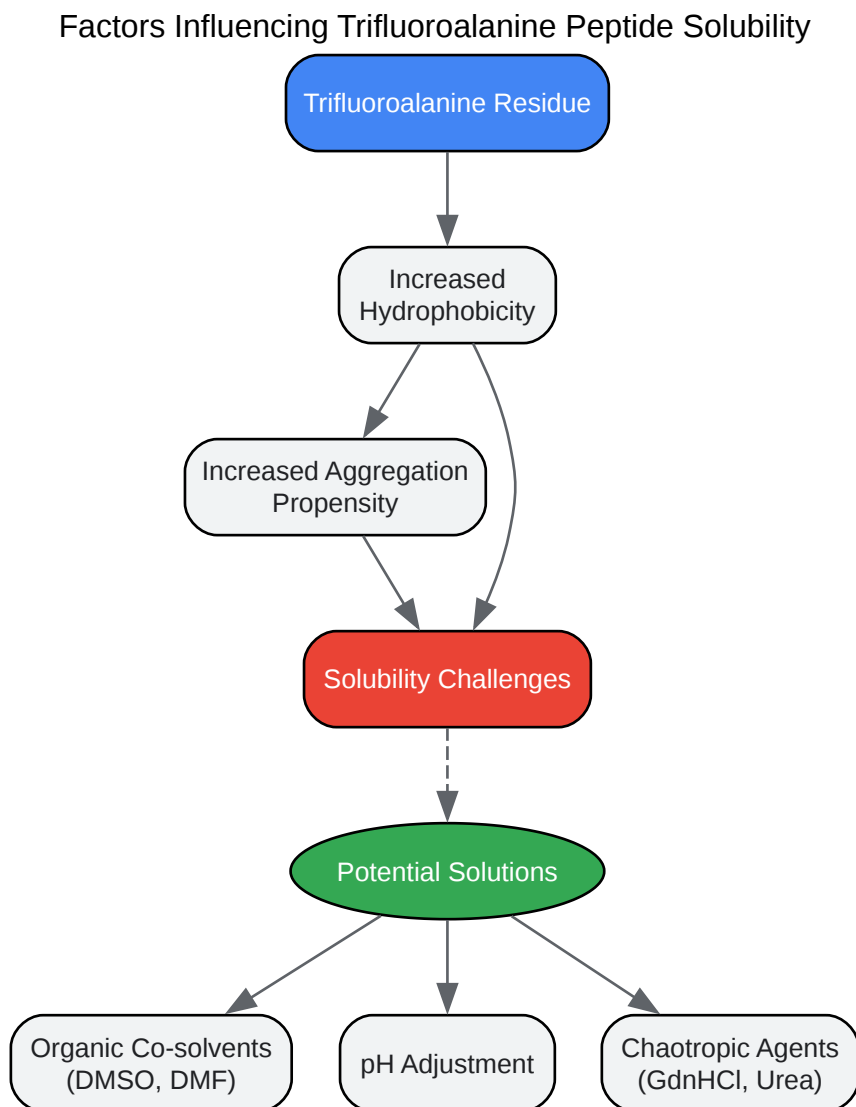 Factors Influencing Trifluoroalanine Peptide Solubility
Trifluoroalanine Residue
Increased
Hydrophobicity
Increased Aggregation
Propensity
Solubility Challenges
Potential Solutions
Organic Co-solvents
(DMSO, DMF)
pH Adjustment
Chaotropic Agents
(GdnHCl, Urea)